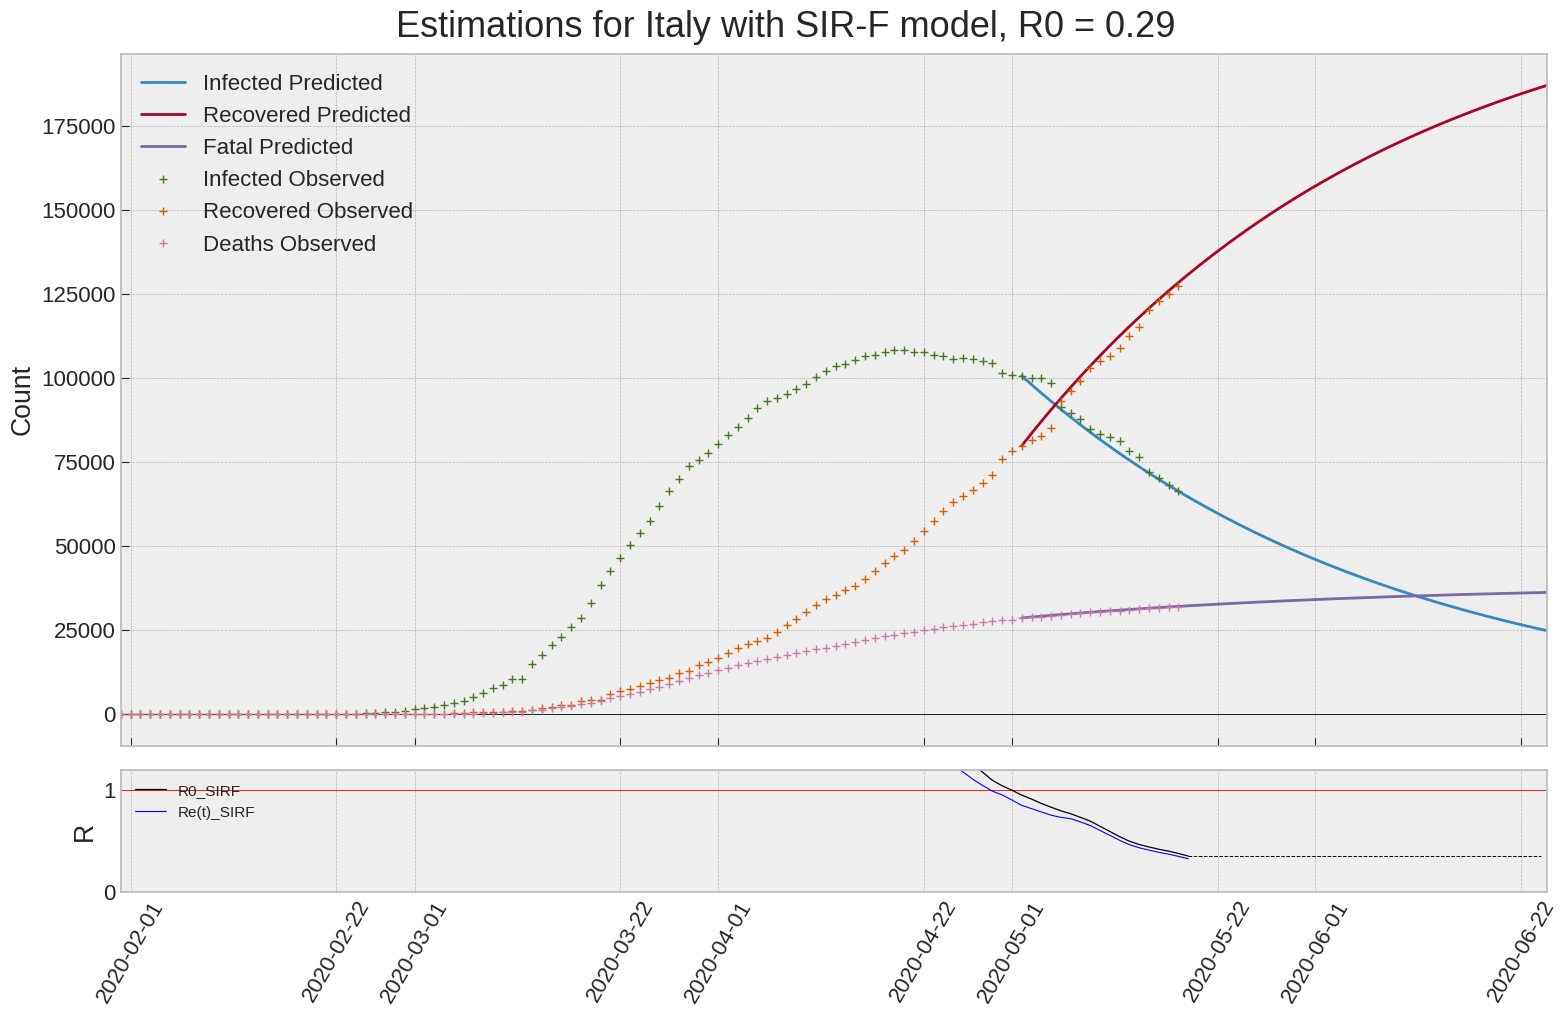 Estimations for Italy with SIR-F model, R0 = 0.29
Infected Predicted
Recovered Predicted
Fatal Predicted
Infected Observed
Recovered Observed
Deaths Observed
Count
175000
150000
125000
100000
75000
50000
25000
0
R0_SIRF
Re(t)_SIRF
R
1
0
2020-02-01
2020-02-22
2020-03-01
2020-03-22
2020-04-01
2020-04-22
2020-05-01
2020-05-22
2020-06-01
2020-06-22